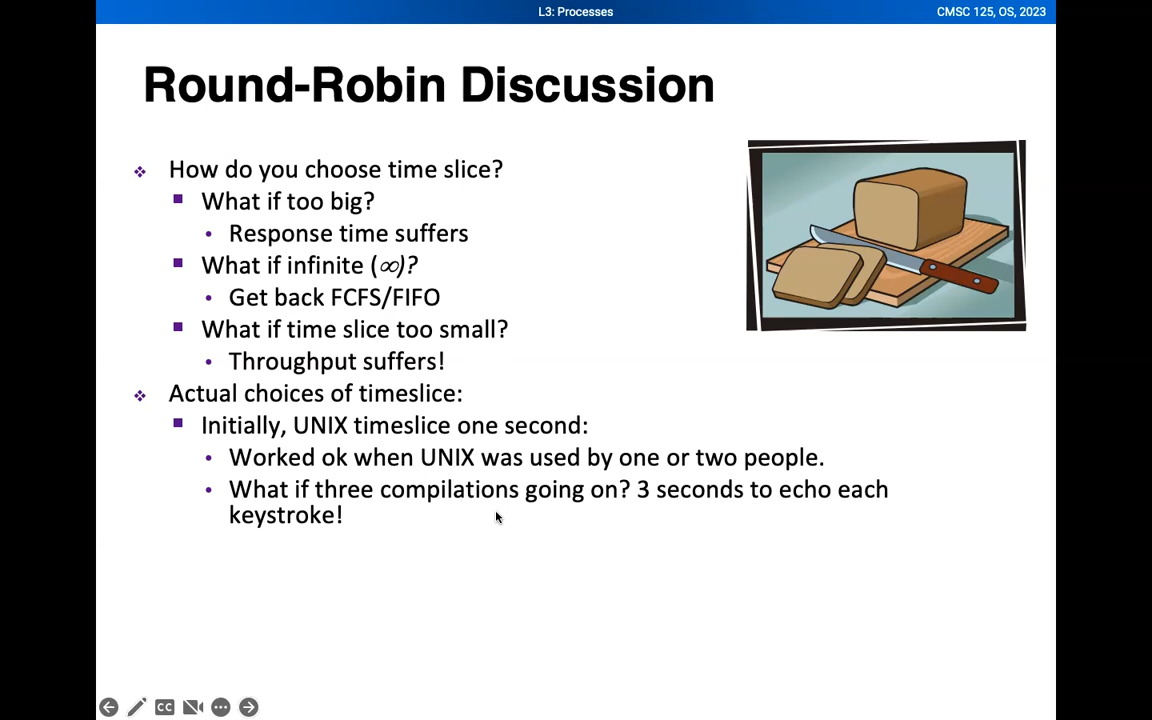 L3: Processes
CMSC 125, OS, 2023
Round-Robin Discussion
How do you choose time slice?
What if too big?
Response time suffers
What if infinite (∞)?
Get back FCFS/FIFO
What if time slice too small?
Throughput suffers!
Actual choices of timeslice:
Initially, UNIX timeslice one second:
Worked ok when UNIX was used by one or two people.
What if three compilations going on? 3 seconds to echo each
keystroke!
CC